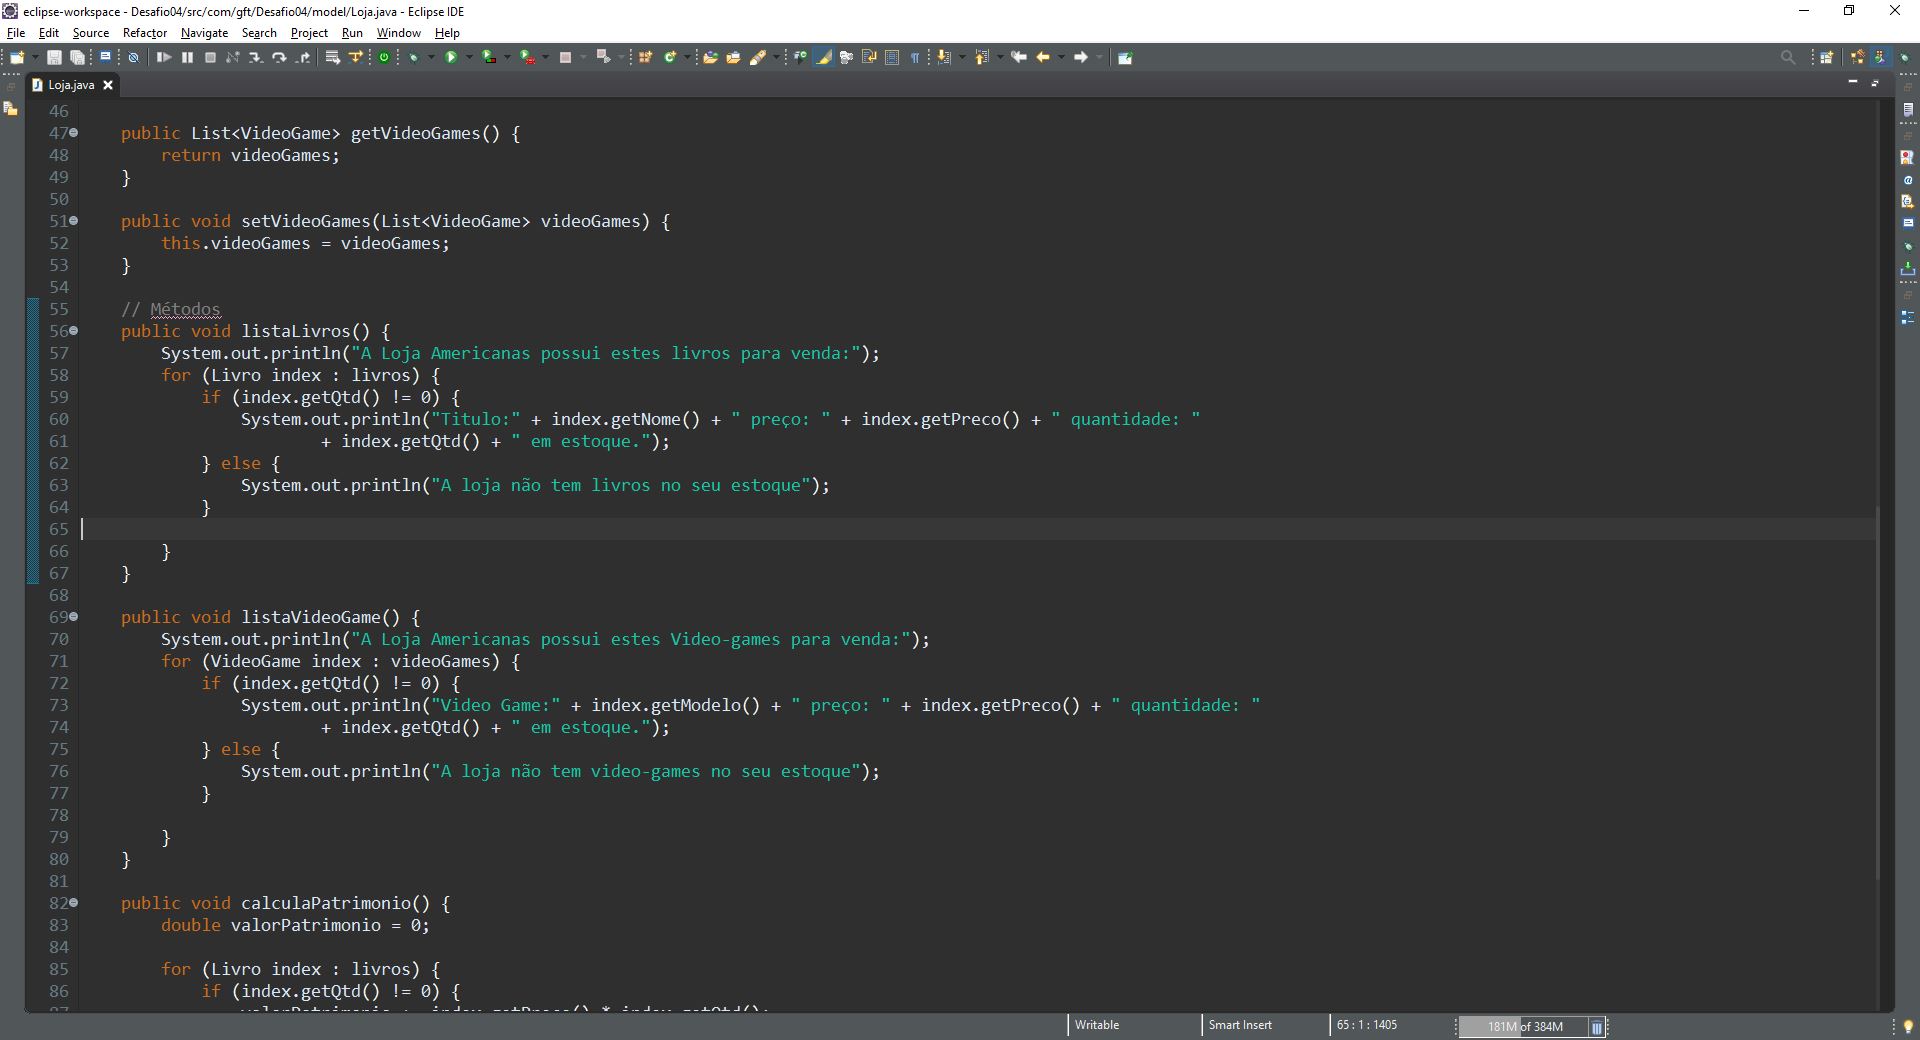 eclipse-workspace - Desafio04/src/com/gft/Desafio04/model/Loja.java - Eclipse IDE
File Edit Source Refactor Navigate Search Project Run Window Help
Loja.java
46
47 public List<VideoGame> getVideoGames() {
48 return videoGames;
49 }
50
51 public void setVideoGames(List<VideoGame> videoGames) {
52 this.videoGames = videoGames;
53 }
54
55 // Métodos
56 public void listaLivros() {
57 System.out.println("A Loja Americanas possui estes livros para venda:");
58 for (Livro index : livros) {
59 if (index.getQtd() != 0) {
60 System.out.println("Titulo:" + index.getNome() + " preço: " + index.getPreco() + " quantidade: "
61 + index.getQtd() + " em estoque.");
62 } else {
63 System.out.println("A loja não tem livros no seu estoque");
64 }
65
66 }
67 }
68
69 public void listaVideoGame() {
70 System.out.println("A Loja Americanas possui estes Video-games para venda:");
71 for (VideoGame index : videoGames) {
72 if (index.getQtd() != 0) {
73 System.out.println("Video Game:" + index.getModelo() + " preço: " + index.getPreco() + " quantidade: "
74 + index.getQtd() + " em estoque.");
75 } else {
76 System.out.println("A loja não tem video-games no seu estoque");
77 }
78
79 }
80 }
81
82 public void calculaPatrimonio() {
83 double valorPatrimonio = 0;
84
85 for (Livro index : livros) {
86 if (index.getQtd() != 0) {
Writable Smart Insert 65 : 1 : 1405 181M of 384M